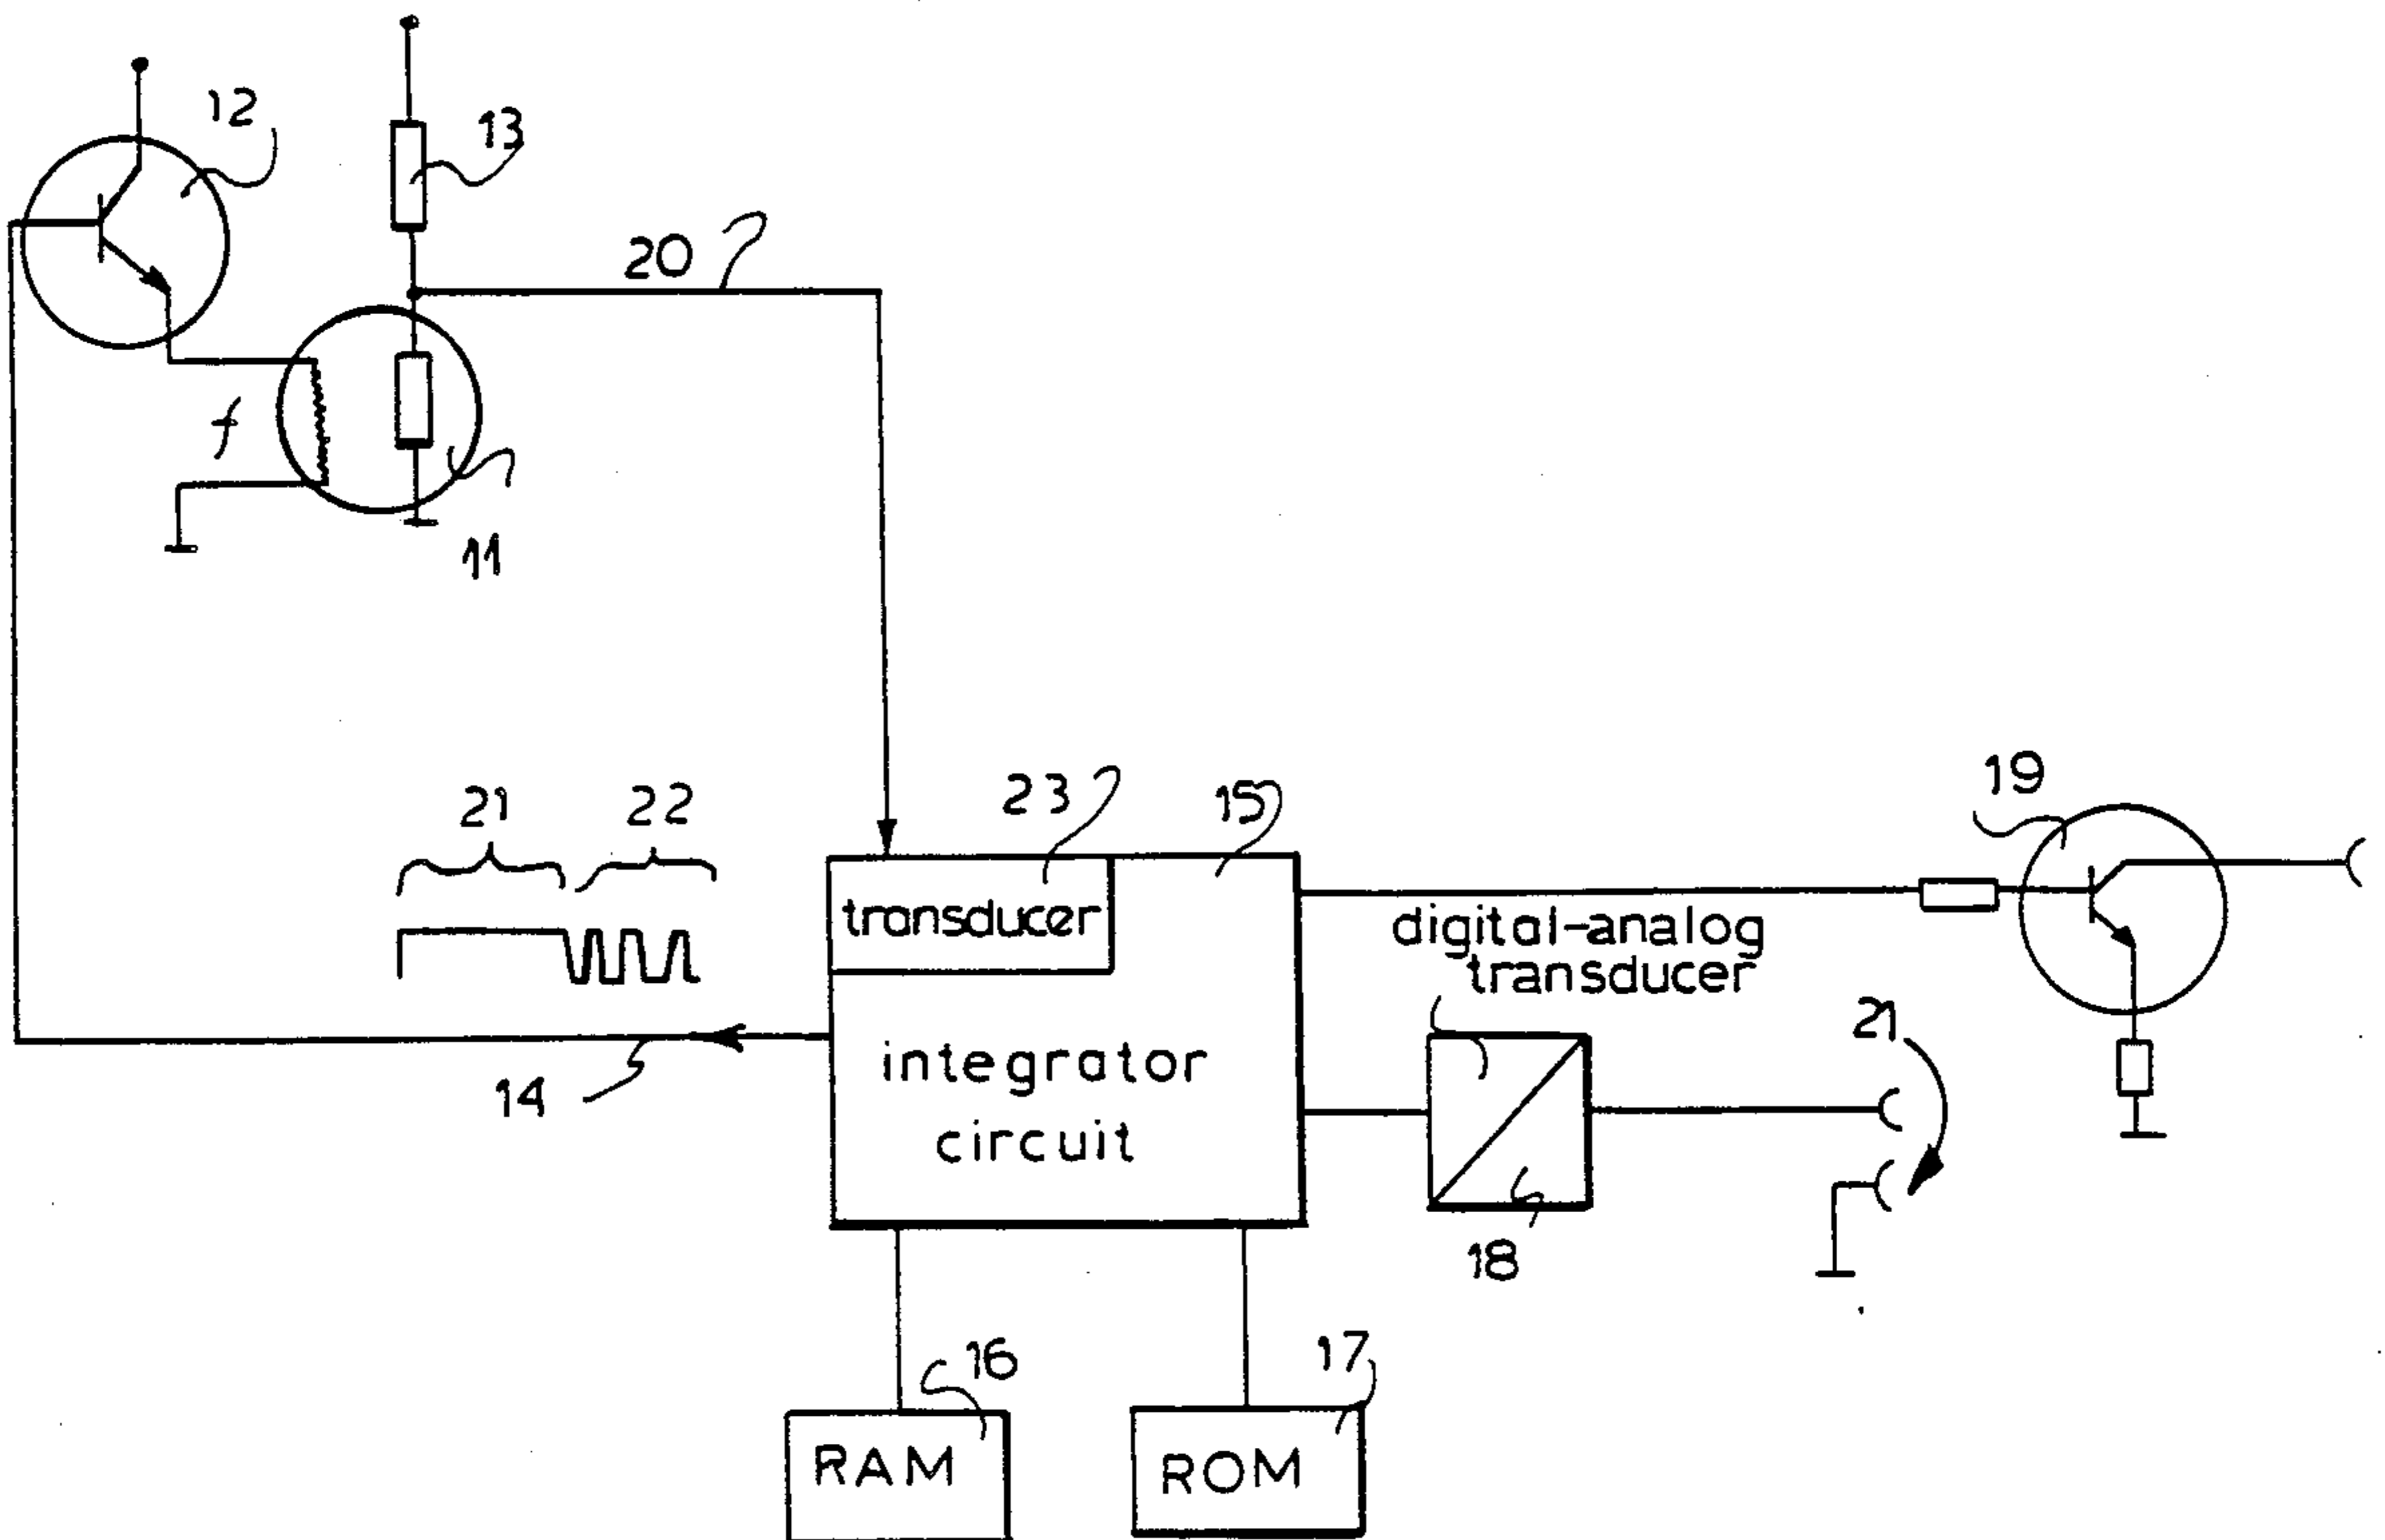 12
13
20
f
11
21
22
23
15
19
transducer
digital-analog
transducer
21
14
integrator
circuit
18
16
17
RAM
ROM